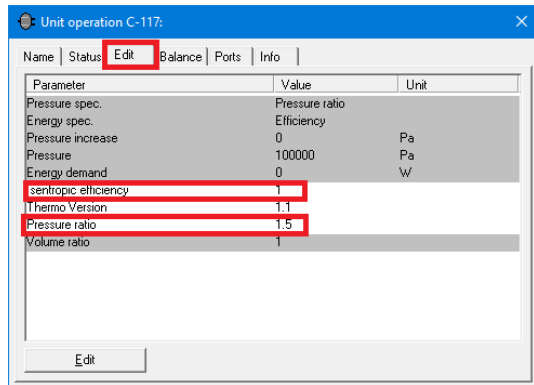 Unit operation C-117:
Name Status Edit Balance Ports Info
Parameter Value Unit
Pressure spec. Pressure ratio
Energy spec. Efficiency
Pressure increase 0 Pa
Pressure 100000 Pa
Energy demand 0 W
sentropic efficiency 1
Thermo Version 1.1
Pressure ratio 1.5
Volume ratio 1
Edit